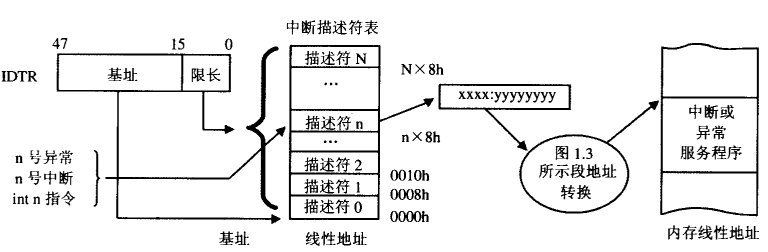 47 15 0
中断描述符表
IDTR
基址
限长
描述符 N
…
描述符 n
…
描述符 2
描述符 1
描述符 0
N×8h
n×8h
0010h
0008h
0000h
n 号异常
n 号中断
int n 指令
xxxx:yyyyyyyy
图 1.3
所示段地址
转换
中断或
异常
服务程序
基址
线性地址
内存线性地址